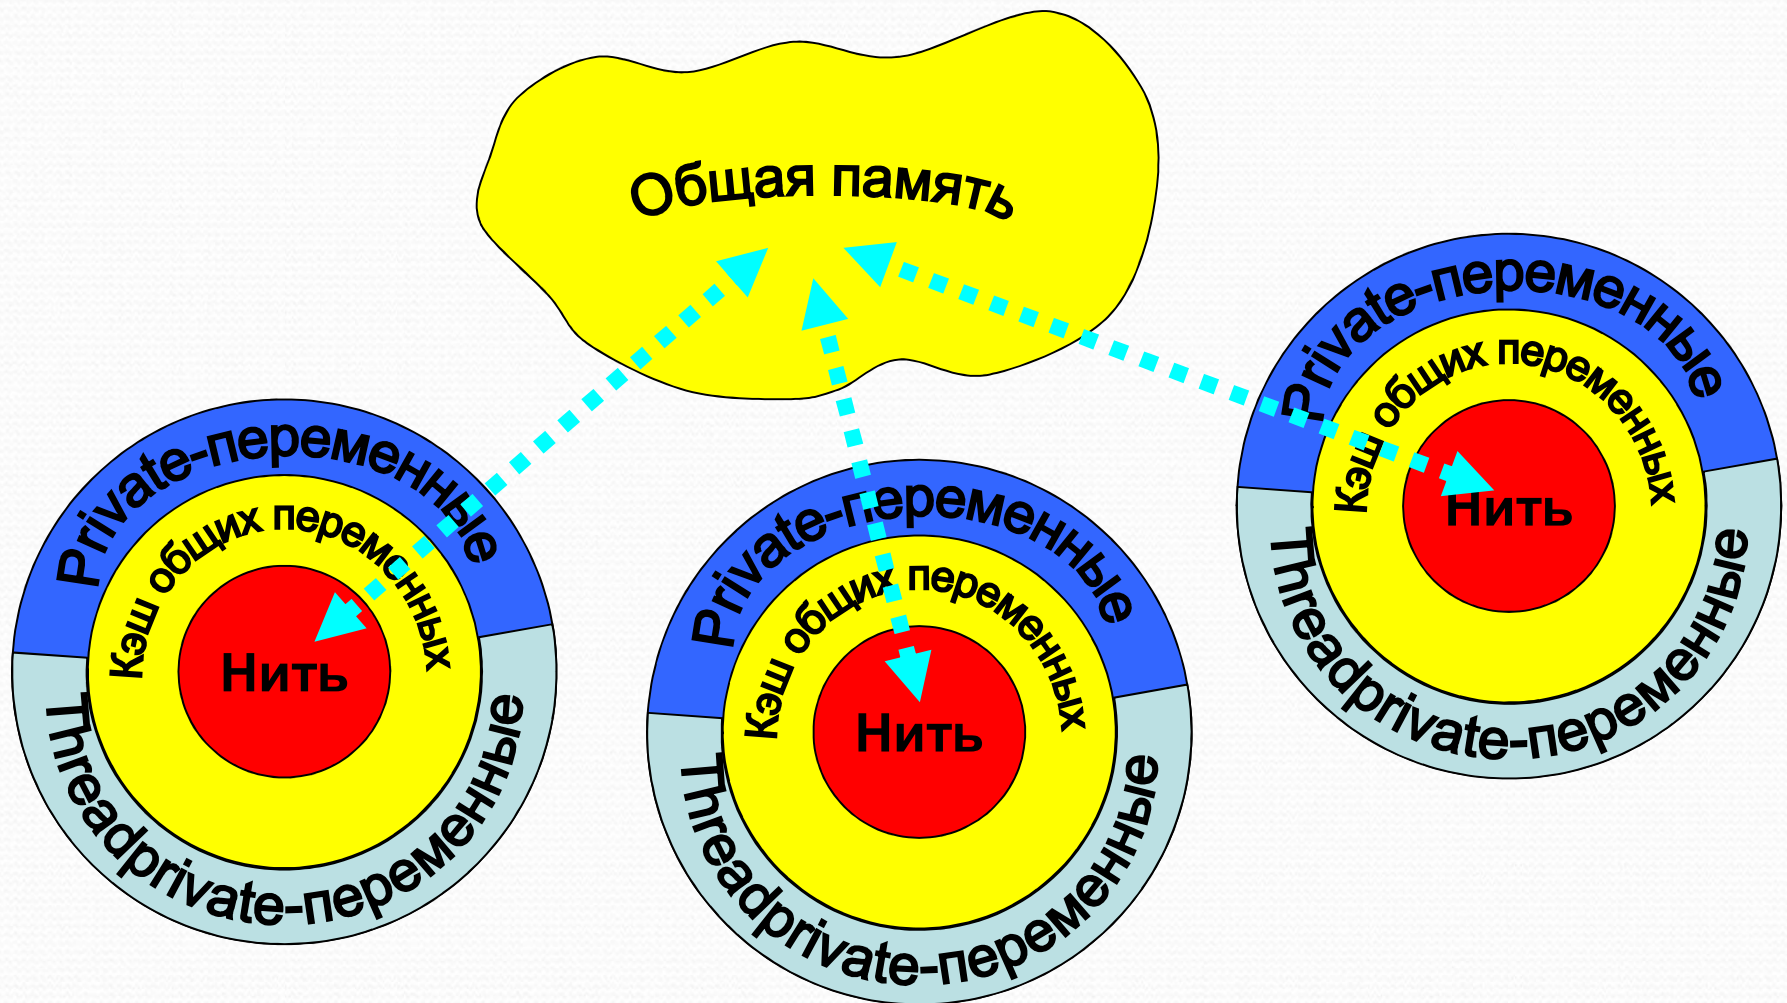 Общая память
Private-переменные
Кэш общих переменных
Нить
Threadprivate-переменные
Private-переменные
Кэш общих переменных
Нить
Threadprivate-переменные
Private-переменные
Кэш общих переменных
Нить
Threadprivate-переменные